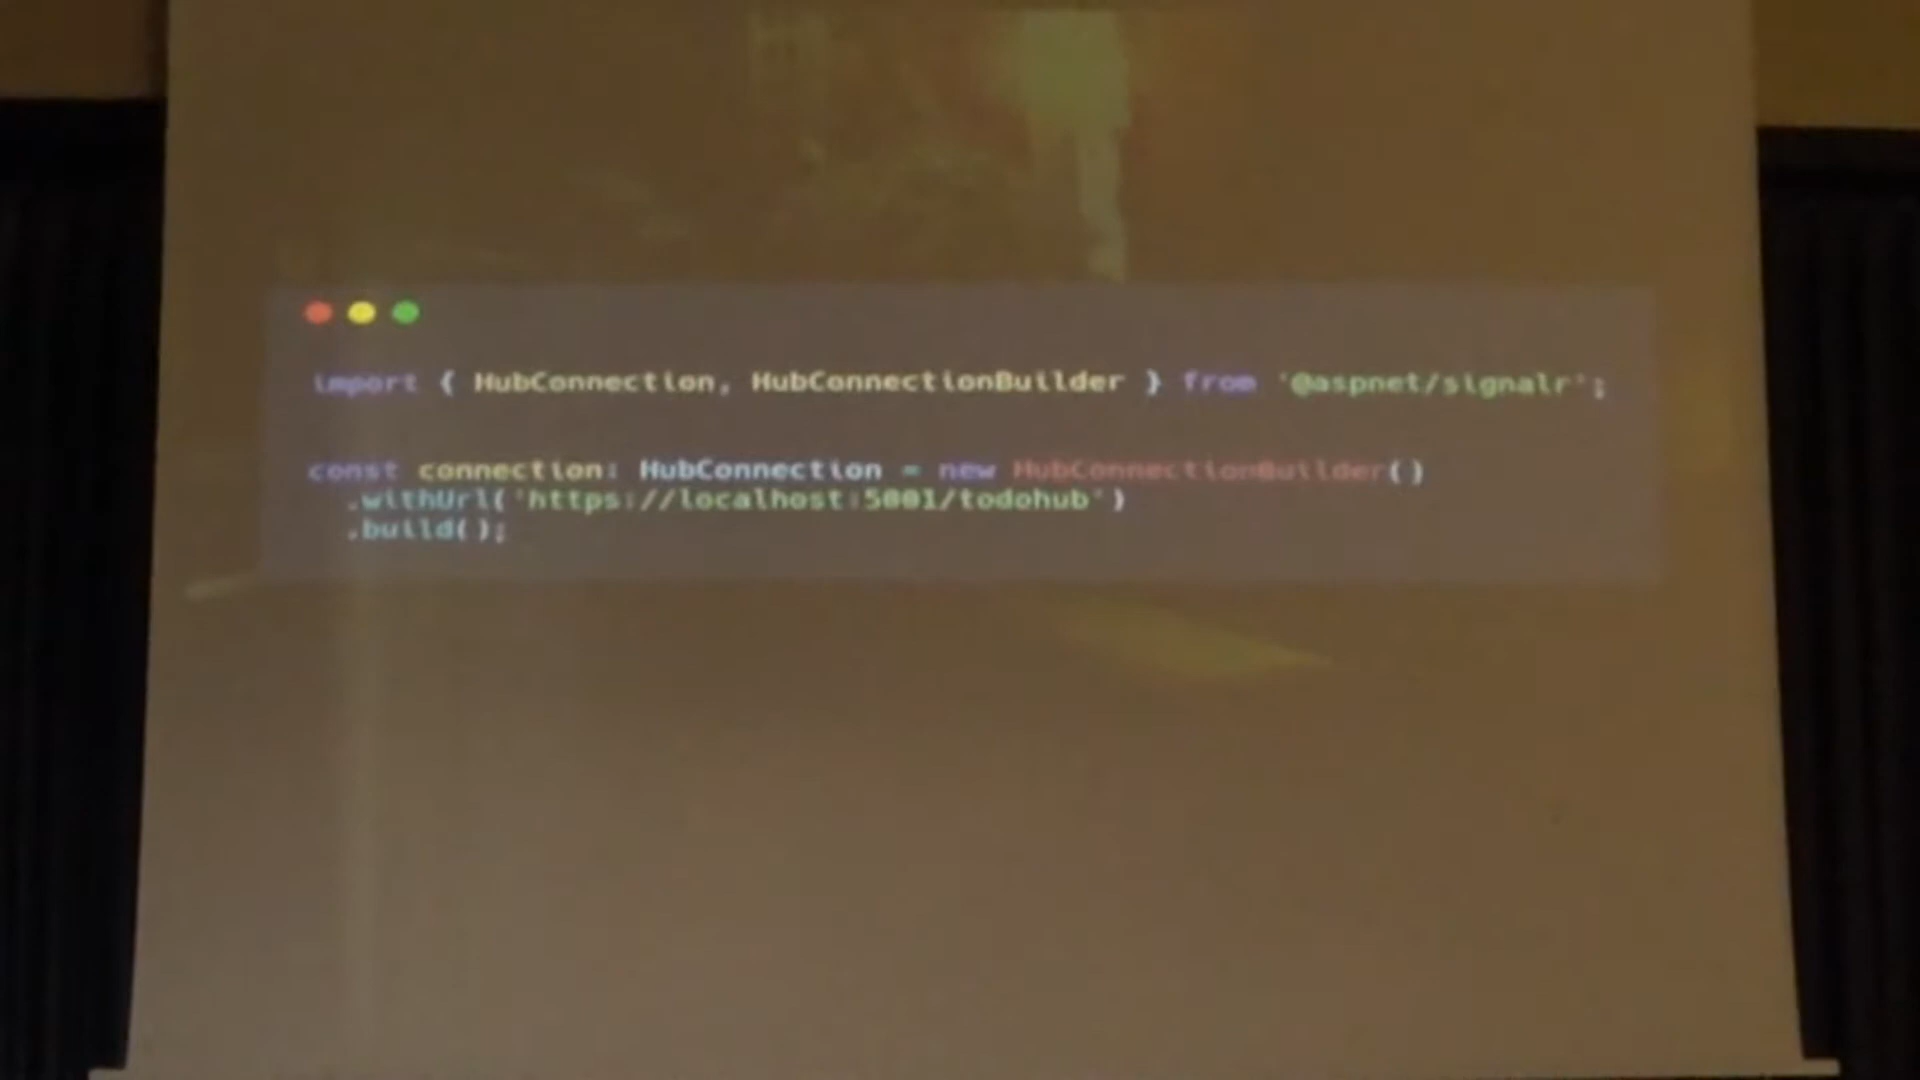 import { HubConnection, HubConnectionBuilder } from '@aspnet/signalr';
const connection: HubConnection = new HubConnectionBuilder()
.withUrl('https://localhost:5001/todohub')
.build();